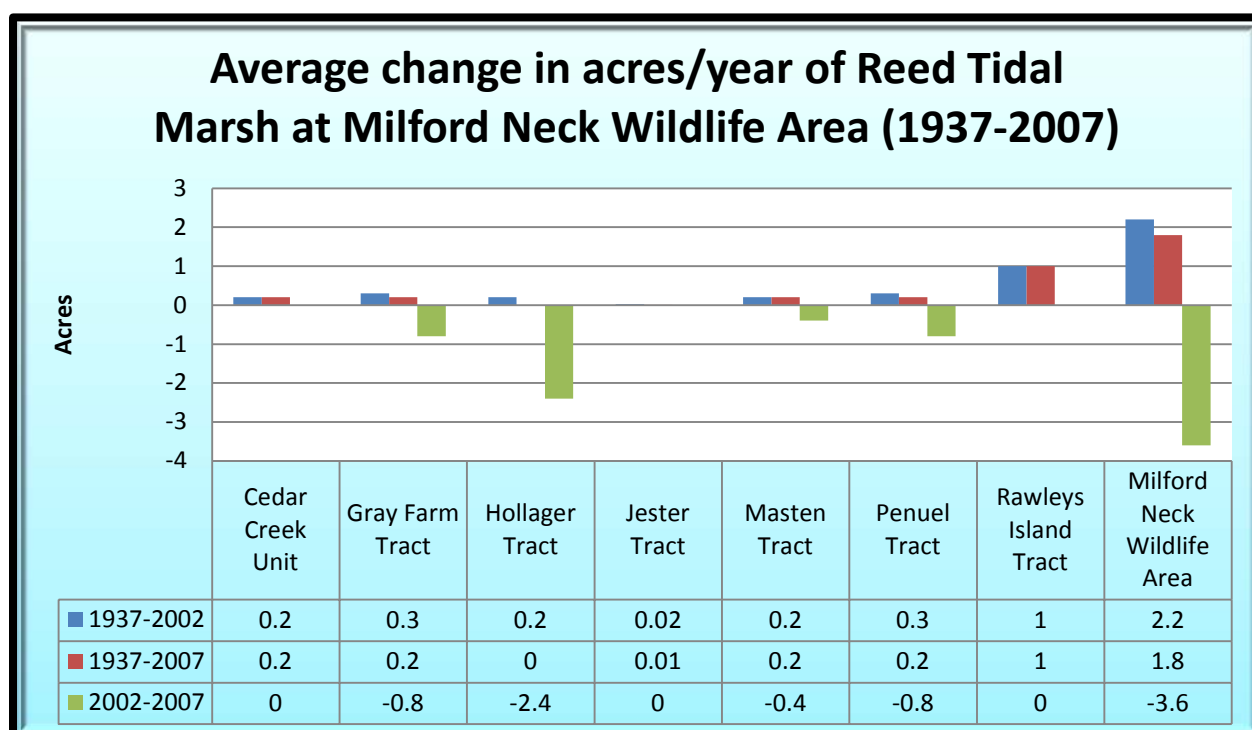 Average change in acres/year of Reed Tidal
Marsh at Milford Neck Wildlife Area (1937-2007)
3
2
1
0
-1
-2
-3
-4
Acres
Cedar
Creek
Unit
Gray Farm
Tract
Hollager
Tract
Jester
Tract
Masten
Tract
Penuel
Tract
Rawleys
Island
Tract
Milford
Neck
Wildlife
Area
1937-2002 0.2 0.3 0.2 0.02 0.2 0.3 1 2.2
1937-2007 0.2 0.2 0 0.01 0.2 0.2 1 1.8
2002-2007 0 -0.8 -2.4 0 -0.4 -0.8 0 -3.6